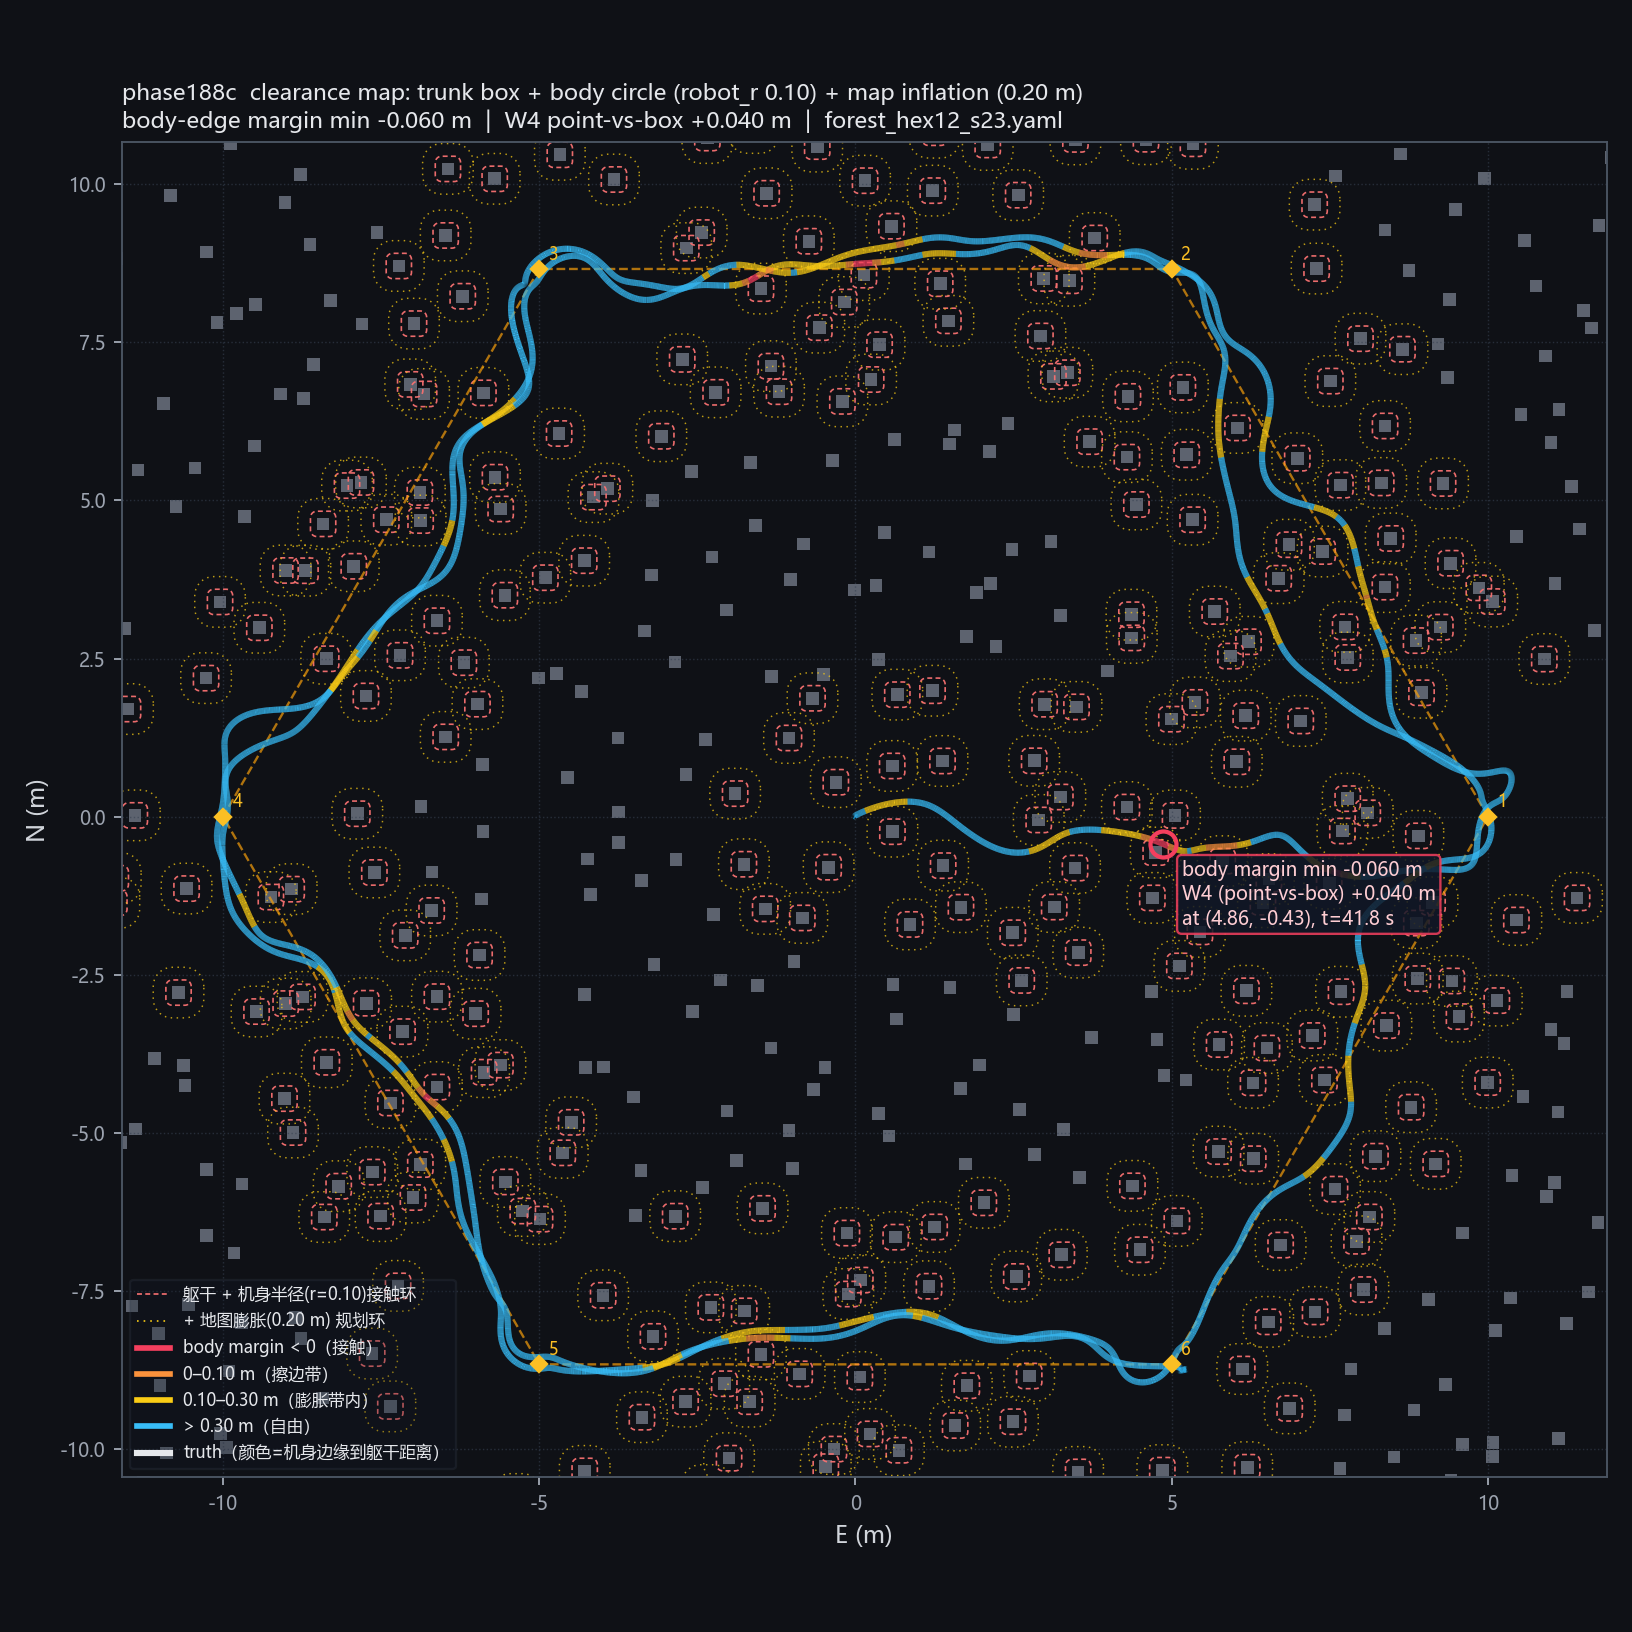 phase188c  clearance map: trunk box + body circle (robot_r 0.10) + map inflation (0.20 m)
body-edge margin min -0.060 m  |  W4 point-vs-box +0.040 m  |  forest_hex12_s23.yaml
N (m)
10.0
7.5
5.0
2.5
0.0
-2.5
-5.0
-7.5
-10.0
3
2
4
1
body margin min -0.060 m
W4 (point-vs-box) +0.040 m
at (4.86, -0.43), t=41.8 s
5
6
躯干 + 机身半径(r=0.10)接触环
+ 地图膨胀(0.20 m) 规划环
body margin < 0（接触）
0–0.10 m（擦边带）
0.10–0.30 m（膨胀带内）
> 0.30 m（自由）
truth（颜色=机身边缘到躯干距离）
-10
-5
0
5
10
E (m)